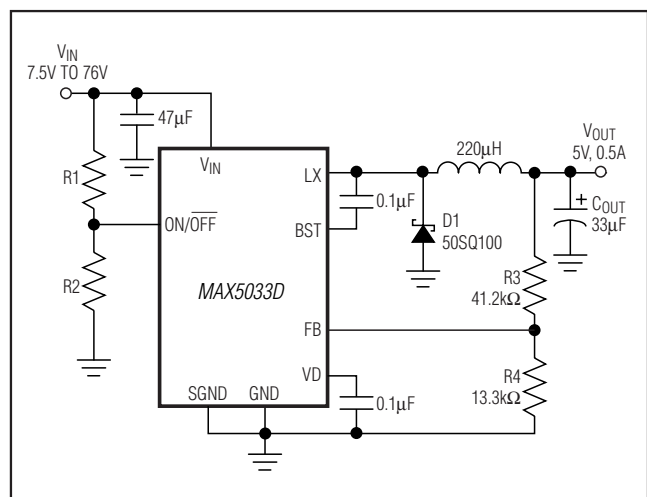 VIN
7.5V TO 76V
47μF
R1
R2
VIN
ON/OFF
LX
BST
MAX5033D
FB
VD
SGND
GND
0.1μF
D1
50SQ100
220μH
VOUT
5V, 0.5A
COUT
33μF
+
R3
41.2kΩ
R4
13.3kΩ
0.1μF